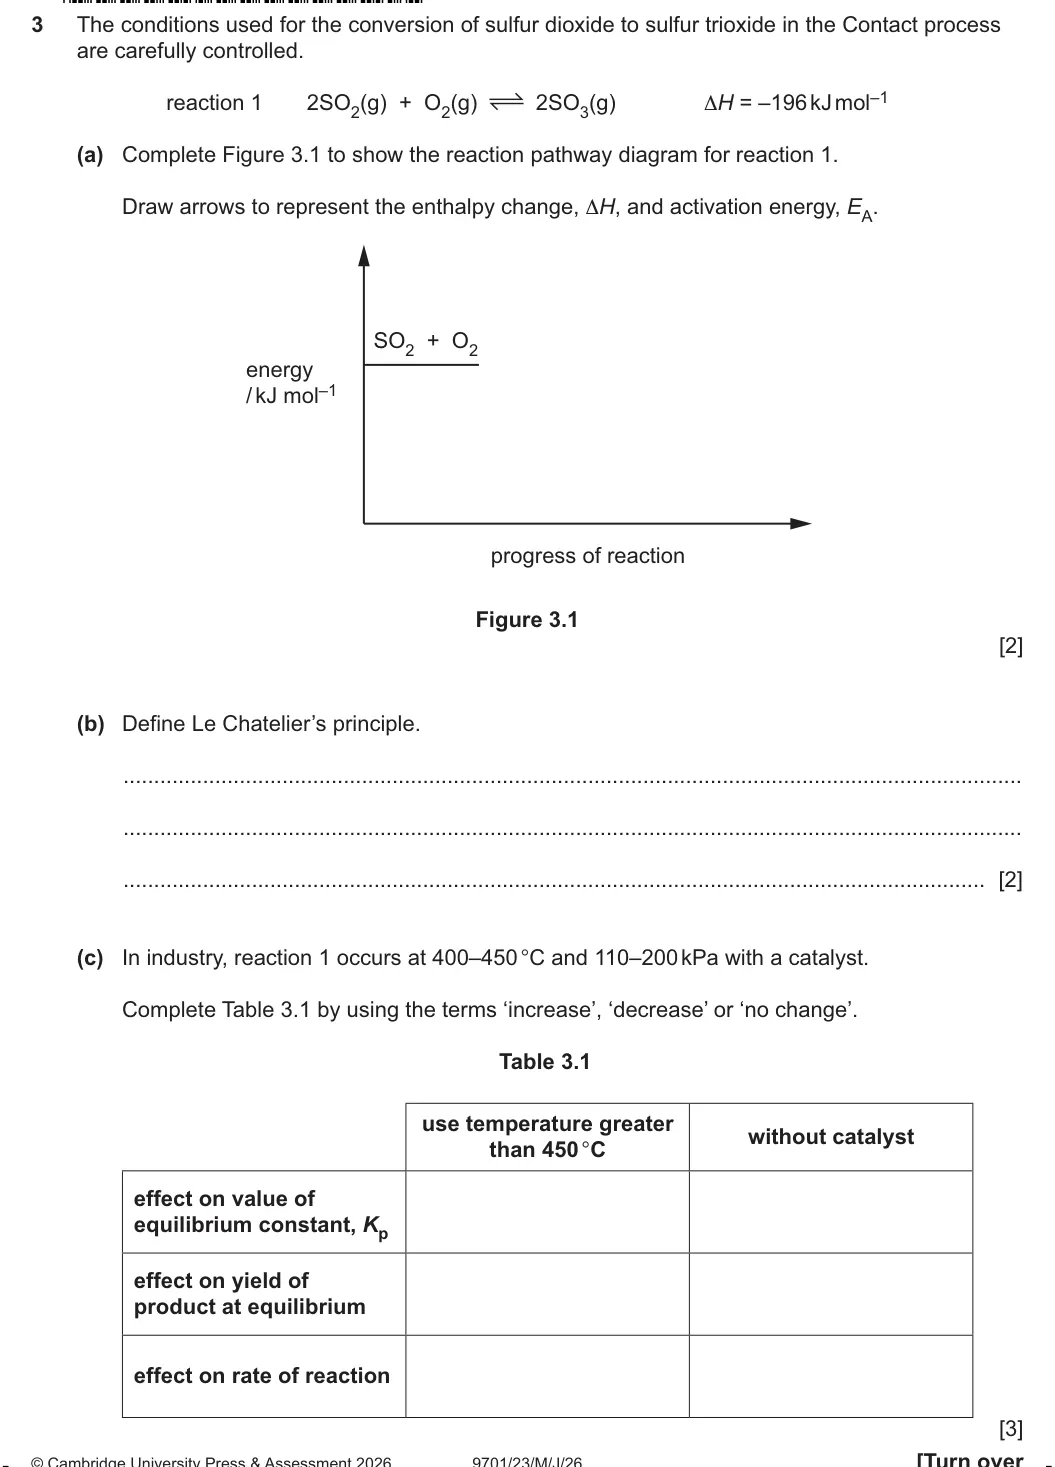 3 The conditions used for the conversion of sulfur dioxide to sulfur trioxide in the Contact process
are carefully controlled.
reaction 1 2SO₂(g) + O₂(g) ⇌ 2SO₃(g) ΔH = –196 kJ mol⁻¹
(a) Complete Figure 3.1 to show the reaction pathway diagram for reaction 1.
Draw arrows to represent the enthalpy change, ΔH, and activation energy, E_A.
SO₂ + O₂
energy
/ kJ mol⁻¹
progress of reaction
Figure 3.1
[2]
(b) Define Le Chatelier’s principle.
[2]
(c) In industry, reaction 1 occurs at 400–450 °C and 110–200 kPa with a catalyst.
Complete Table 3.1 by using the terms ‘increase’, ‘decrease’ or ‘no change’.
Table 3.1
use temperature greater
than 450 °C
without catalyst
effect on value of
equilibrium constant, Kₚ
effect on yield of
product at equilibrium
effect on rate of reaction
[3]
© Cambridge University Press & Assessment 2026 9701/23/M/J/26 [Turn over